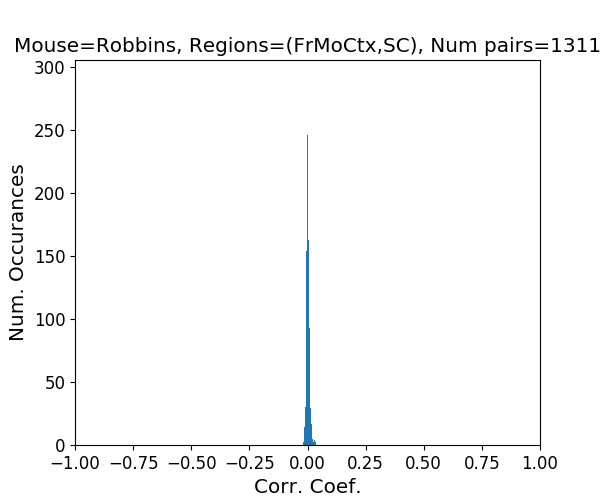 Mouse=Robbins, Regions=(FrMoCtx,SC), Num pairs=1311
300
250
200
150
100
50
0
Num. Occurances
−1.00 −0.75 −0.50 −0.25 0.00 0.25 0.50 0.75 1.00
Corr. Coef.